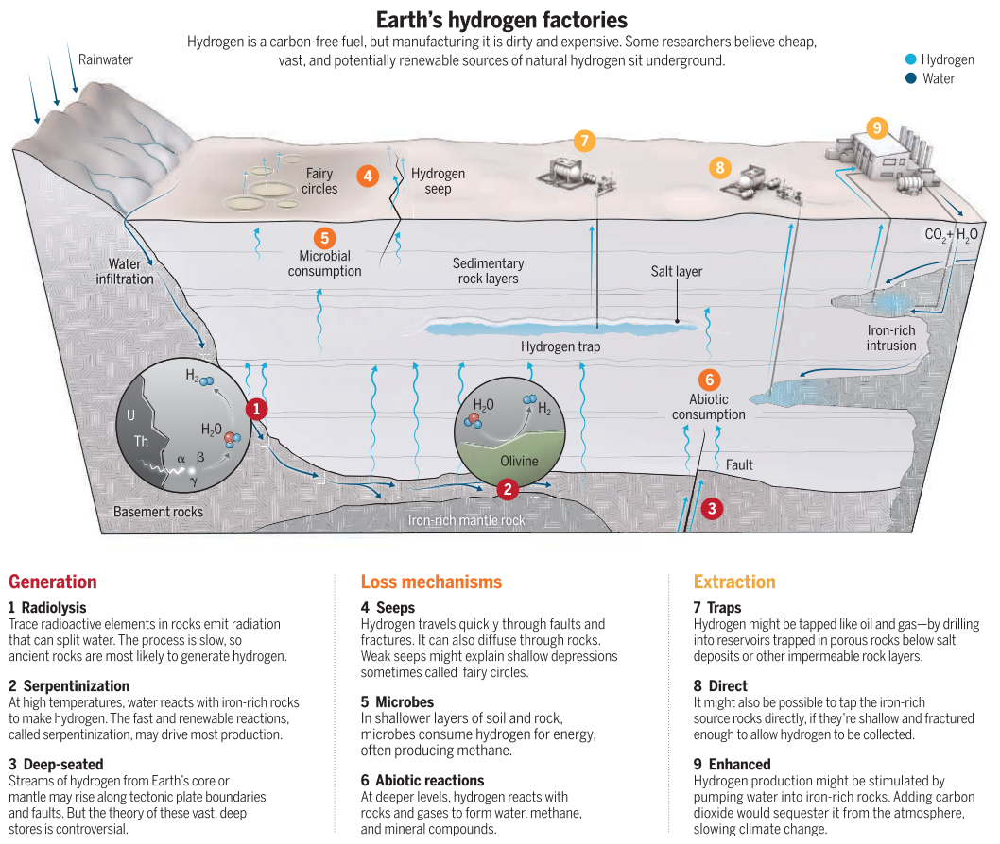 Earth's hydrogen factories
Hydrogen is a carbon-free fuel, but manufacturing it is dirty and expensive. Some researchers believe cheap,
vast, and potentially renewable sources of natural hydrogen sit underground.
Rainwater
Hydrogen
Water
9
7
8
Fairy
circles
4
Hydrogen
seep
5
Microbial
consumption
CO₂+ H₂O
Water
infiltration
Sedimentary
rock layers
Salt layer
Iron-rich
intrusion
Hydrogen trap
H₂
6
Abiotic
consumption
1
U
H₂O
Th
α β
γ
H₂O
H₂
Olivine
Fault
2
Basement rocks
Iron-rich mantle rock
3
Generation
1 Radiolysis
Trace radioactive elements in rocks emit radiation
that can split water. The process is slow, so
ancient rocks are most likely to generate hydrogen.
2 Serpentinization
At high temperatures, water reacts with iron-rich rocks
to make hydrogen. The fast and renewable reactions,
called serpentinization, may drive most production.
3 Deep-seated
Streams of hydrogen from Earth's core or
mantle may rise along tectonic plate boundaries
and faults. But the theory of these vast, deep
stores is controversial.
Loss mechanisms
4 Seeps
Hydrogen travels quickly through faults and
fractures. It can also diffuse through rocks.
Weak seeps might explain shallow depressions
sometimes called fairy circles.
5 Microbes
In shallower layers of soil and rock,
microbes consume hydrogen for energy,
often producing methane.
6 Abiotic reactions
At deeper levels, hydrogen reacts with
rocks and gases to form water, methane,
and mineral compounds.
Extraction
7 Traps
Hydrogen might be tapped like oil and gas—by drilling
into reservoirs trapped in porous rocks below salt
deposits or other impermeable rock layers.
8 Direct
It might also be possible to tap the iron-rich
source rocks directly, if they're shallow and fractured
enough to allow hydrogen to be collected.
9 Enhanced
Hydrogen production might be stimulated by
pumping water into iron-rich rocks. Adding carbon
dioxide would sequester it from the atmosphere,
slowing climate change.